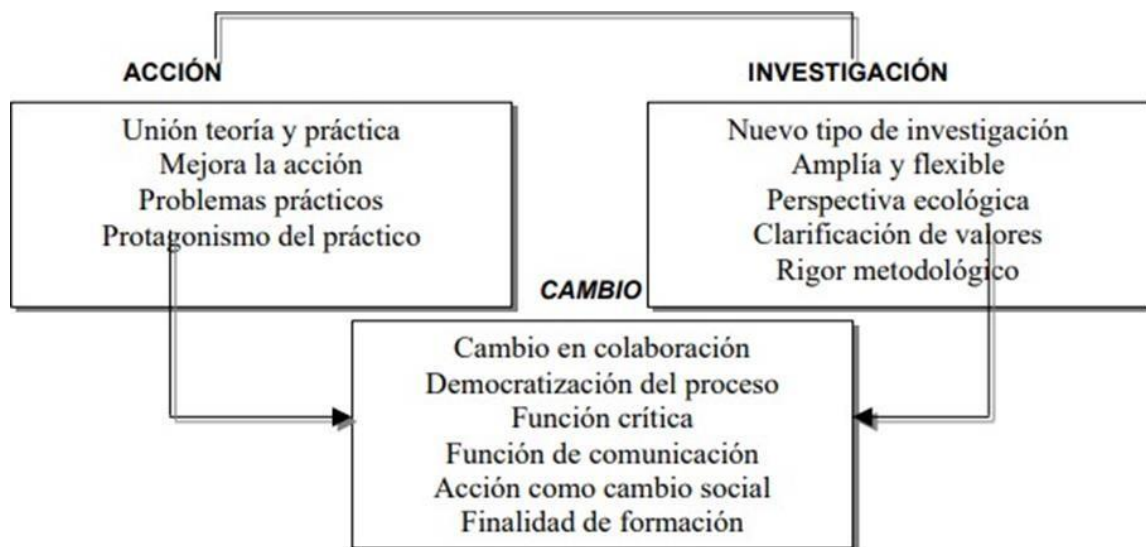 ACCIÓN
Unión teoría y práctica
Mejora la acción
Problemas prácticos
Protagonismo del práctico
INVESTIGACIÓN
Nuevo tipo de investigación
Amplía y flexible
Perspectiva ecológica
Clarificación de valores
Rigor metodológico
CAMBIO
Cambio en colaboración
Democratización del proceso
Función crítica
Función de comunicación
Acción como cambio social
Finalidad de formación